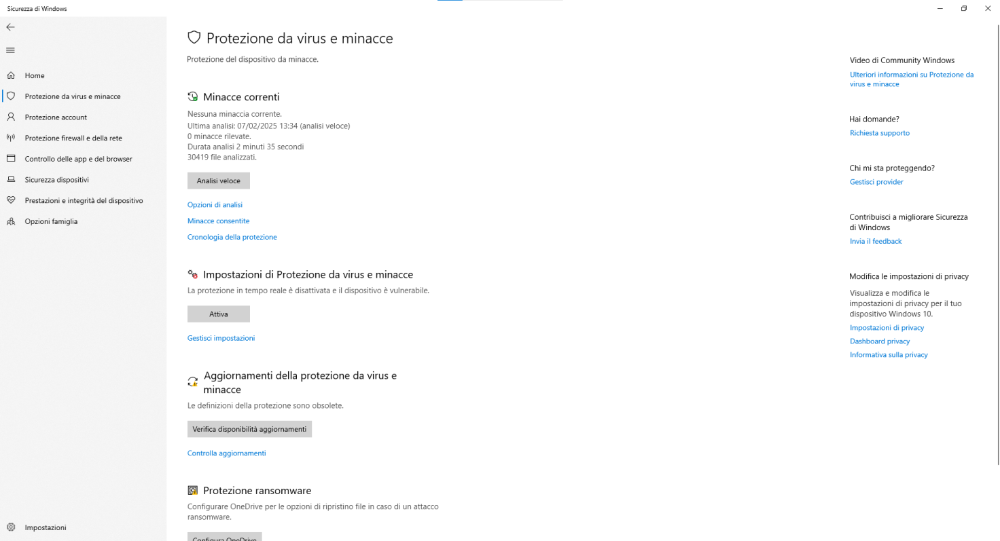 Sicurezza di Windows
Home
Protezione da virus e minacce
Protezione account
Protezione firewall e della rete
Controllo delle app e del browser
Sicurezza dispositivi
Prestazioni e integrità del dispositivo
Opzioni famiglia
Impostazioni
Protezione da virus e minacce
Protezione del dispositivo da minacce.
Minacce correnti
Nessuna minaccia corrente.
Ultima analisi: 07/02/2025 13:34 (analisi veloce)
0 minacce rilevate.
Durata analisi 2 minuti 35 secondi
30419 file analizzati.
Analisi veloce
Opzioni di analisi
Minacce consentite
Cronologia della protezione
Impostazioni di Protezione da virus e minacce
La protezione in tempo reale è disattivata e il dispositivo è vulnerabile.
Attiva
Gestisci impostazioni
Aggiornamenti della protezione da virus e
minacce
Le definizioni della protezione sono obsolete.
Verifica disponibilità aggiornamenti
Controlla aggiornamenti
Protezione ransomware
Configurare OneDrive per le opzioni di ripristino file in caso di un attacco
ransomware.
Configura OneDrive
Video di Community Windows
Ulteriori informazioni su Protezione da
virus e minacce
Hai domande?
Richiesta supporto
Chi mi sta proteggendo?
Gestisci provider
Contribuisci a migliorare Sicurezza
di Windows
Invia il feedback
Modifica le impostazioni di privacy
Visualizza e modifica le
impostazioni di privacy per il tuo
dispositivo Windows 10.
Impostazioni di privacy
Dashboard privacy
Informativa sulla privacy